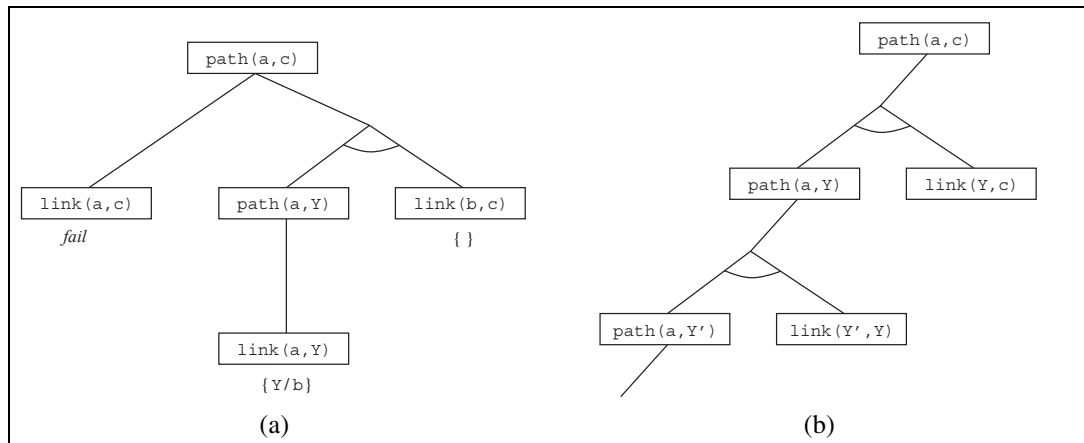 path(a,c)
link(a,c)
fail
path(a,Y)
link(b,c)
{ }
link(a,Y)
{Y/b}
(a)
path(a,c)
path(a,Y)
link(Y,c)
path(a,Y')
link(Y',Y)
(b)